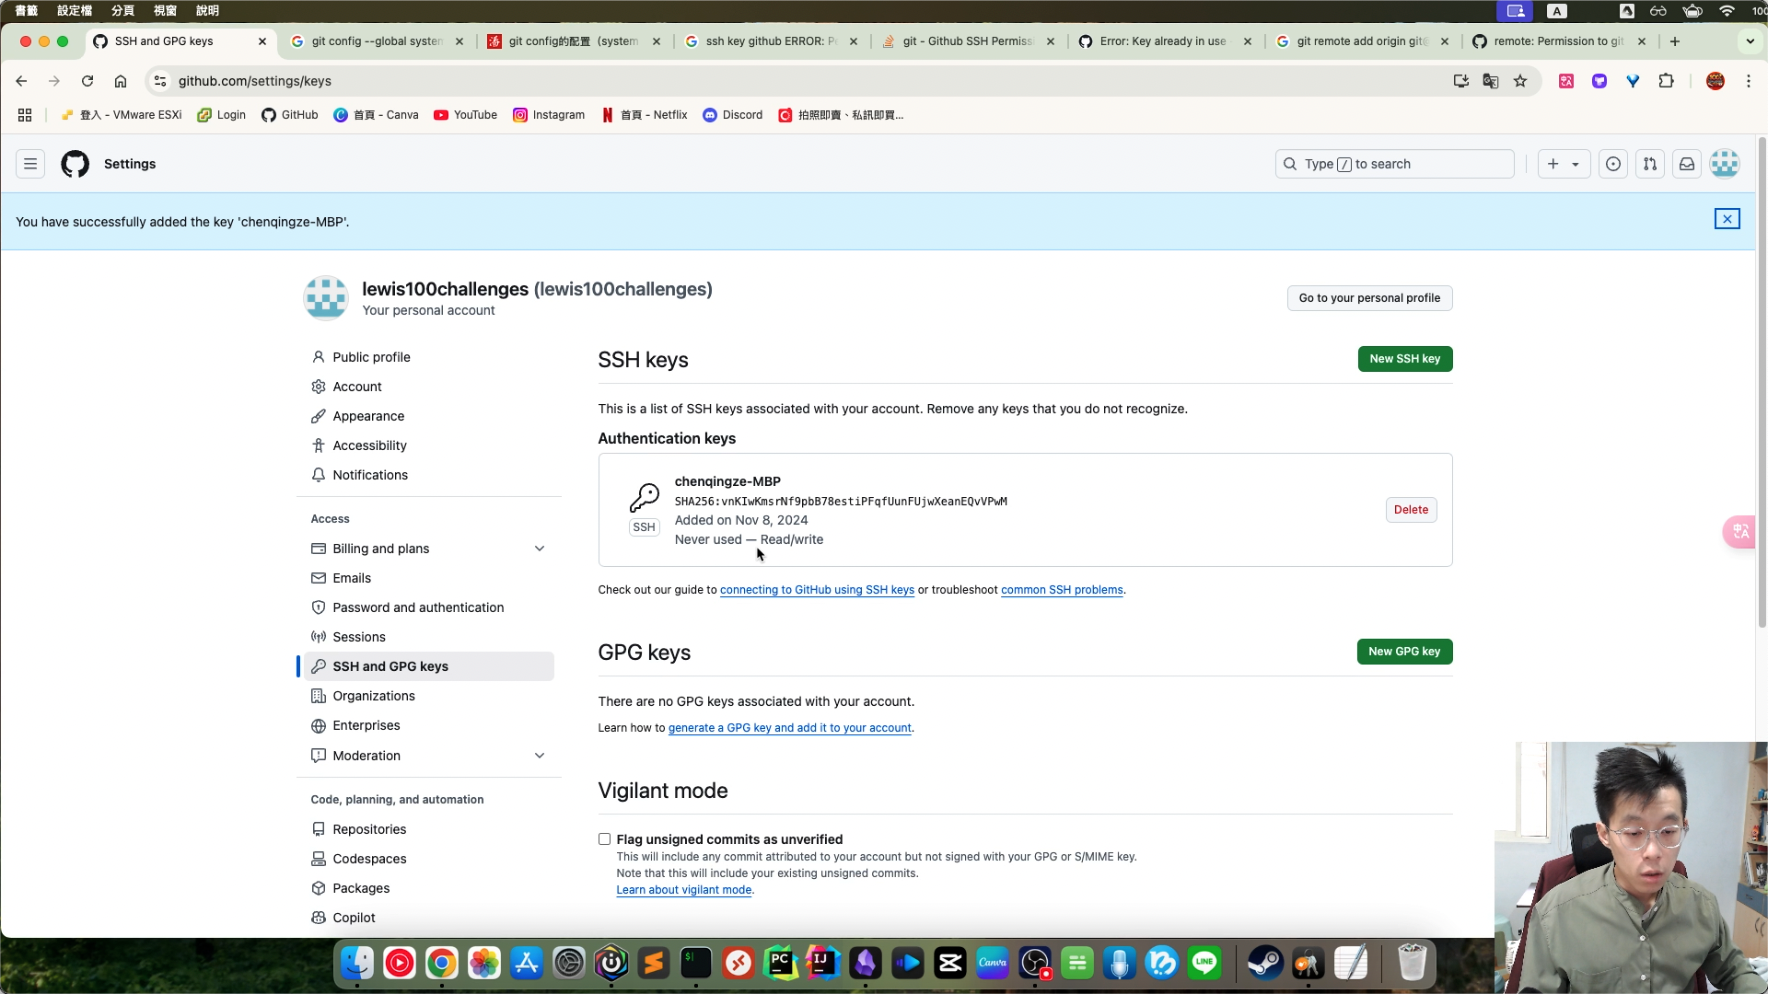 書籤 設定檔 分頁 視窗 說明
A
100
SSH and GPG keys
git config --global system
git config的配置（system
ssh key github ERROR: P
git - Github SSH Permiss
Error: Key already in use
git remote add origin git@
remote: Permission to git
github.com/settings/keys
登入 - VMware ESXi
Login
GitHub
首頁 - Canva
YouTube
Instagram
首頁 - Netflix
Discord
拍照即賣、私訊即買...
Settings
Type / to search
You have successfully added the key 'chenqingze-MBP'.
lewis100challenges (lewis100challenges)
Your personal account
Go to your personal profile
Public profile
Account
Appearance
Accessibility
Notifications
Access
Billing and plans
Emails
Password and authentication
Sessions
SSH and GPG keys
Organizations
Enterprises
Moderation
Code, planning, and automation
Repositories
Codespaces
Packages
Copilot
SSH keys
New SSH key
This is a list of SSH keys associated with your account. Remove any keys that you do not recognize.
Authentication keys
chenqingze-MBP
SHA256:vnKIwKmsrNf9pbB78estiPFqfUunFUjwXeanEQvVPwM
Added on Nov 8, 2024
Never used — Read/write
SSH
Delete
Check out our guide to connecting to GitHub using SSH keys or troubleshoot common SSH problems.
GPG keys
New GPG key
There are no GPG keys associated with your account.
Learn how to generate a GPG key and add it to your account.
Vigilant mode
Flag unsigned commits as unverified
This will include any commit attributed to your account but not signed with your GPG or S/MIME key.
Note that this will include your existing unsigned commits.
Learn about vigilant mode.
PC
IJ
Canva
LINE